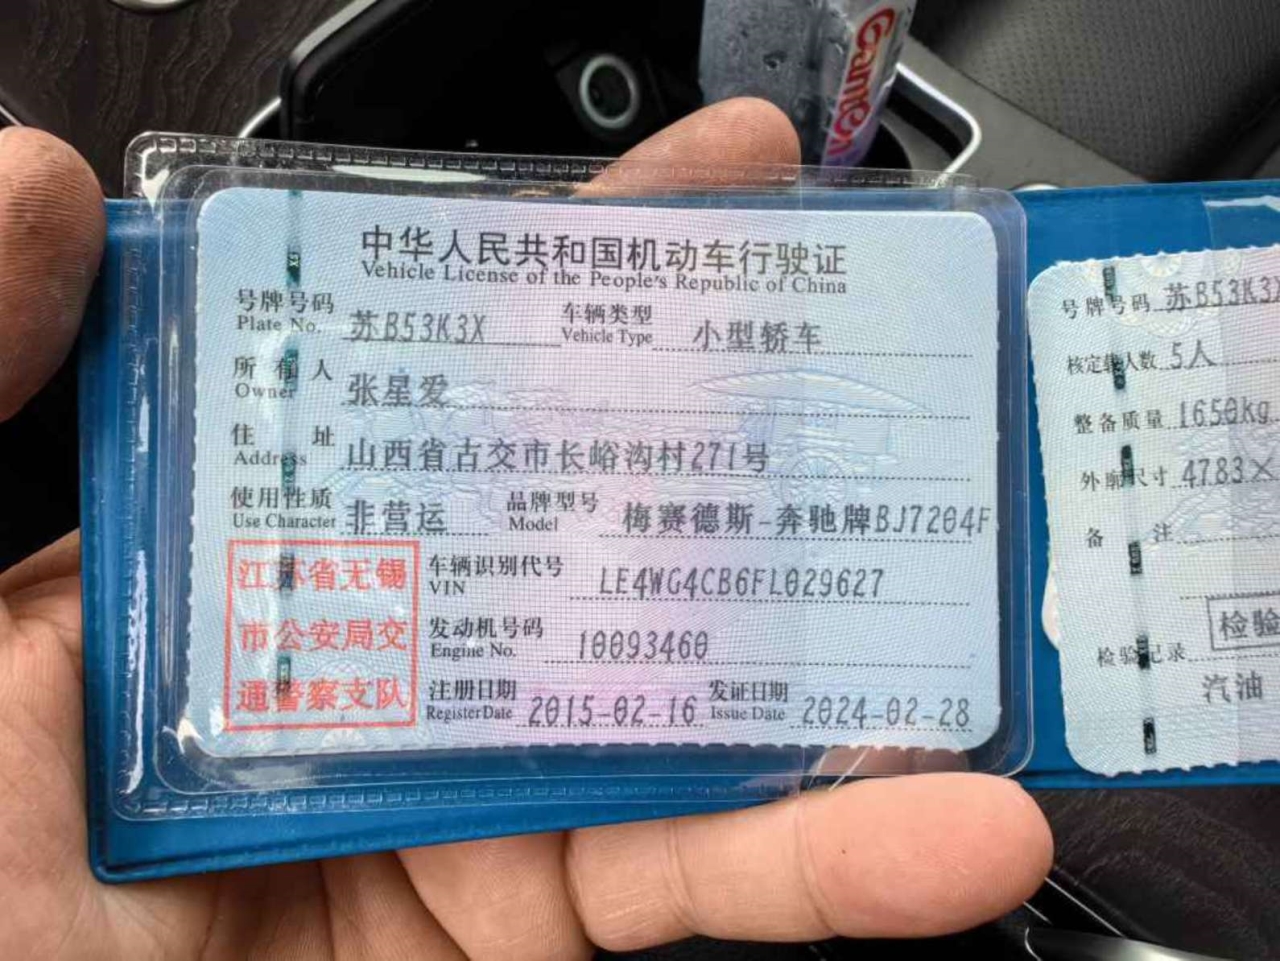 Camen
中华人民共和国机动车行驶证
Vehicle License of the People's Republic of China
号牌号码 苏B53K3X 车辆类型 小型轿车
Plate No. Vehicle Type
所有人 张星爱
Owner
住址 山西省古交市长峪沟村271号
Address
使用性质 非营运 品牌型号 梅赛德斯-奔驰牌BJ7204F
Use Character Model
江苏省无锡
市公安局交
通警察支队
车辆识别代号 LE4WG4CB6FL029627
VIN
发动机号码 10093460
Engine No.
注册日期 2015-02-16 发证日期 2024-02-28
Register Date Issue Date
号牌号码 苏B53K3X
核定载人数 5人
整备质量 1650kg
外廓尺寸 4783×
备注
检验
检验记录
汽油